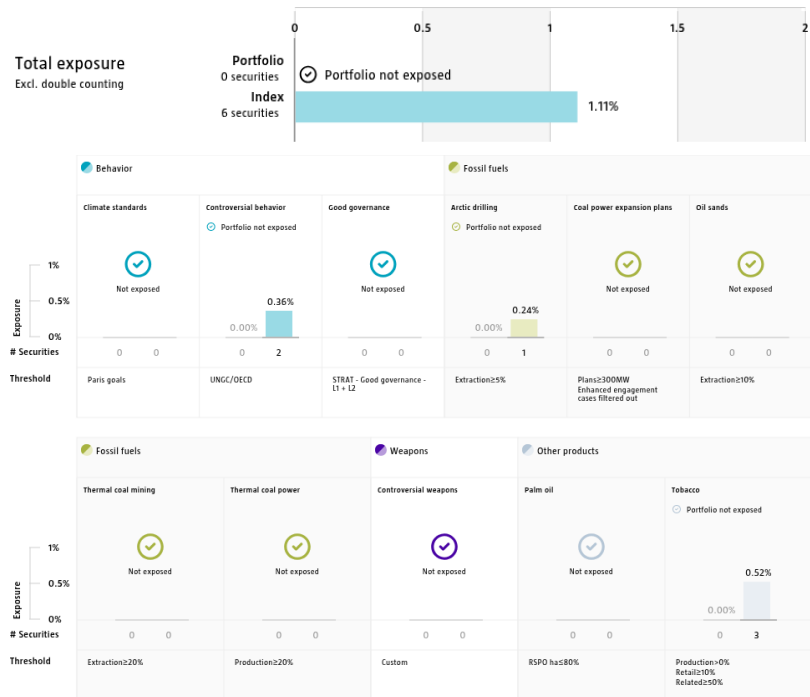 0 0.5 1 1.5 2
Total exposure
Excl. double counting
Portfolio
0 securities
Portfolio not exposed
Index
6 securities
1.11%
Behavior
Fossil fuels
Climate standards
Controversial behavior
Good governance
Arctic drilling
Coal power expansion plans
Oil sands
Portfolio not exposed
Portfolio not exposed
Not exposed
Not exposed
Not exposed
Not exposed
Exposure
1%
0.5%
0%
0.00%
0.36%
0.00%
0.24%
# Securities
0 0
0 2
0 0
0 1
0 0
0 0
Threshold
Paris goals
UNGC/OECD
STRAT - Good governance -
L1 + L2
Extraction≥5%
Plans≥300MW
Enhanced engagement
cases filtered out
Extraction≥10%
Fossil fuels
Weapons
Other products
Thermal coal mining
Thermal coal power
Controversial weapons
Palm oil
Tobacco
Portfolio not exposed
Not exposed
Not exposed
Not exposed
Not exposed
Exposure
1%
0.5%
0%
0.00%
0.52%
# Securities
0 0
0 0
0 0
0 0
0 3
Threshold
Extraction≥20%
Production≥20%
Custom
RSPO ha≤80%
Production>0%
Retail≥10%
Related≥50%